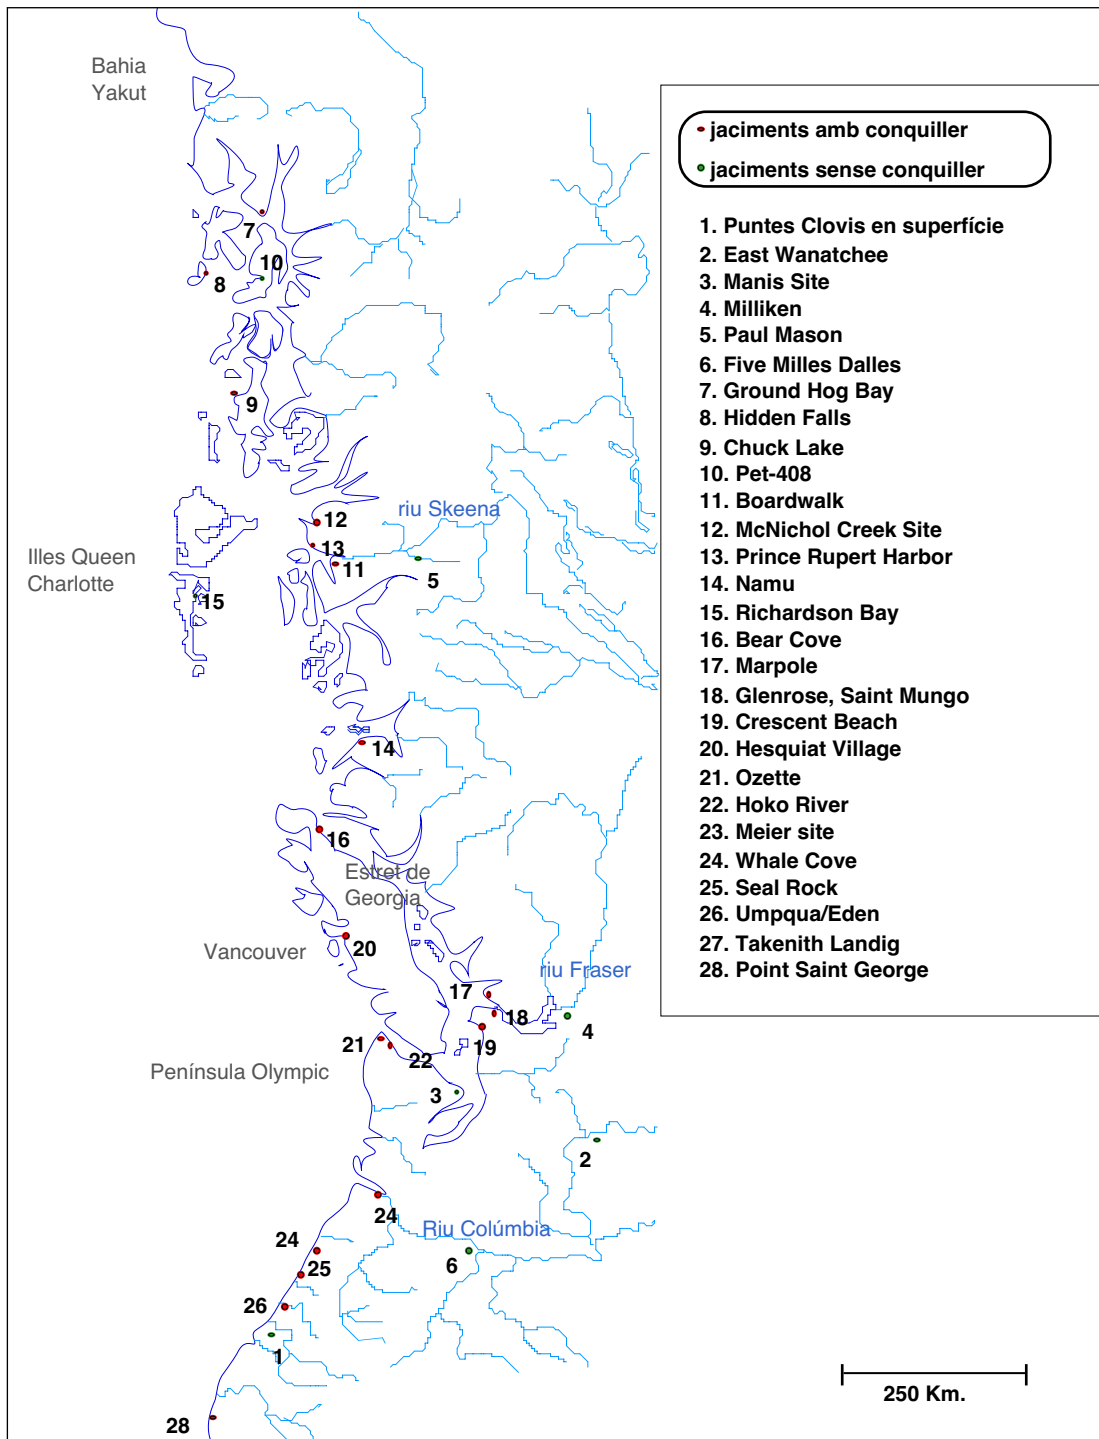 Bahia
Yakut
jaciments amb conquiller
jaciments sense conquiller
1. Puntes Clovis en superfície
2. East Wanatchee
3. Manis Site
4. Milliken
5. Paul Mason
6. Five Milles Dalles
7. Ground Hog Bay
8. Hidden Falls
9. Chuck Lake
10. Pet-408
11. Boardwalk
12. McNichol Creek Site
13. Prince Rupert Harbor
14. Namu
15. Richardson Bay
16. Bear Cove
17. Marpole
18. Glenrose, Saint Mungo
19. Crescent Beach
20. Hesquiat Village
21. Ozette
22. Hoko River
23. Meier site
24. Whale Cove
25. Seal Rock
26. Umpqua/Eden
27. Takenith Landig
28. Point Saint George
7
10
8
9
riu Skeena
12
13
11
5
Illes Queen
Charlotte
15
14
16
Estret de
Georgia
20
Vancouver
riu Fraser
17
18
4
19
21
22
Península Olympic
3
2
24
Riu Colúmbia
24
6
25
26
1
28
250 Km.